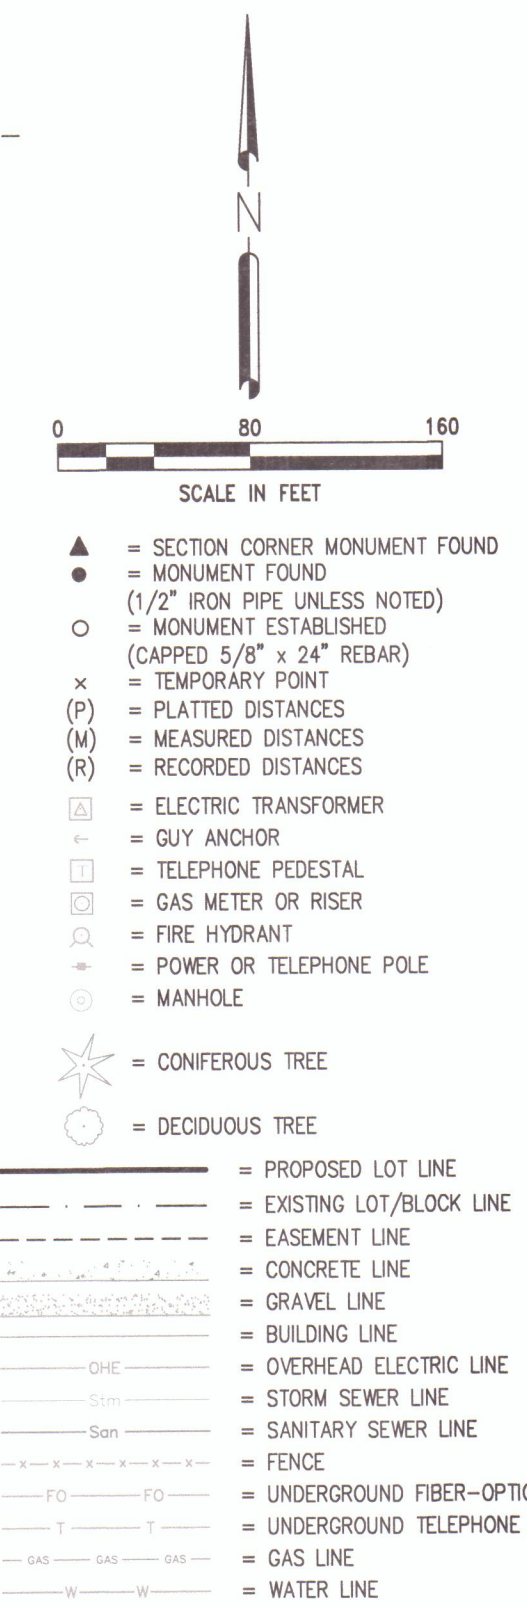 N
0 80 160
SCALE IN FEET
= SECTION CORNER MONUMENT FOUND
= MONUMENT FOUND
(1/2" IRON PIPE UNLESS NOTED)
= MONUMENT ESTABLISHED
(CAPPED 5/8" x 24" REBAR)
x = TEMPORARY POINT
(P) = PLATTED DISTANCES
(M) = MEASURED DISTANCES
(R) = RECORDED DISTANCES
= ELECTRIC TRANSFORMER
= GUY ANCHOR
T = TELEPHONE PEDESTAL
= GAS METER OR RISER
= FIRE HYDRANT
= POWER OR TELEPHONE POLE
= MANHOLE
= CONIFEROUS TREE
= DECIDUOUS TREE
= PROPOSED LOT LINE
= EXISTING LOT/BLOCK LINE
= EASEMENT LINE
= CONCRETE LINE
= GRAVEL LINE
= BUILDING LINE
OHE = OVERHEAD ELECTRIC LINE
Stm = STORM SEWER LINE
San = SANITARY SEWER LINE
x x x x x x = FENCE
FO FO = UNDERGROUND FIBER-OPTIC
T T = UNDERGROUND TELEPHONE
GAS GAS GAS = GAS LINE
W W = WATER LINE